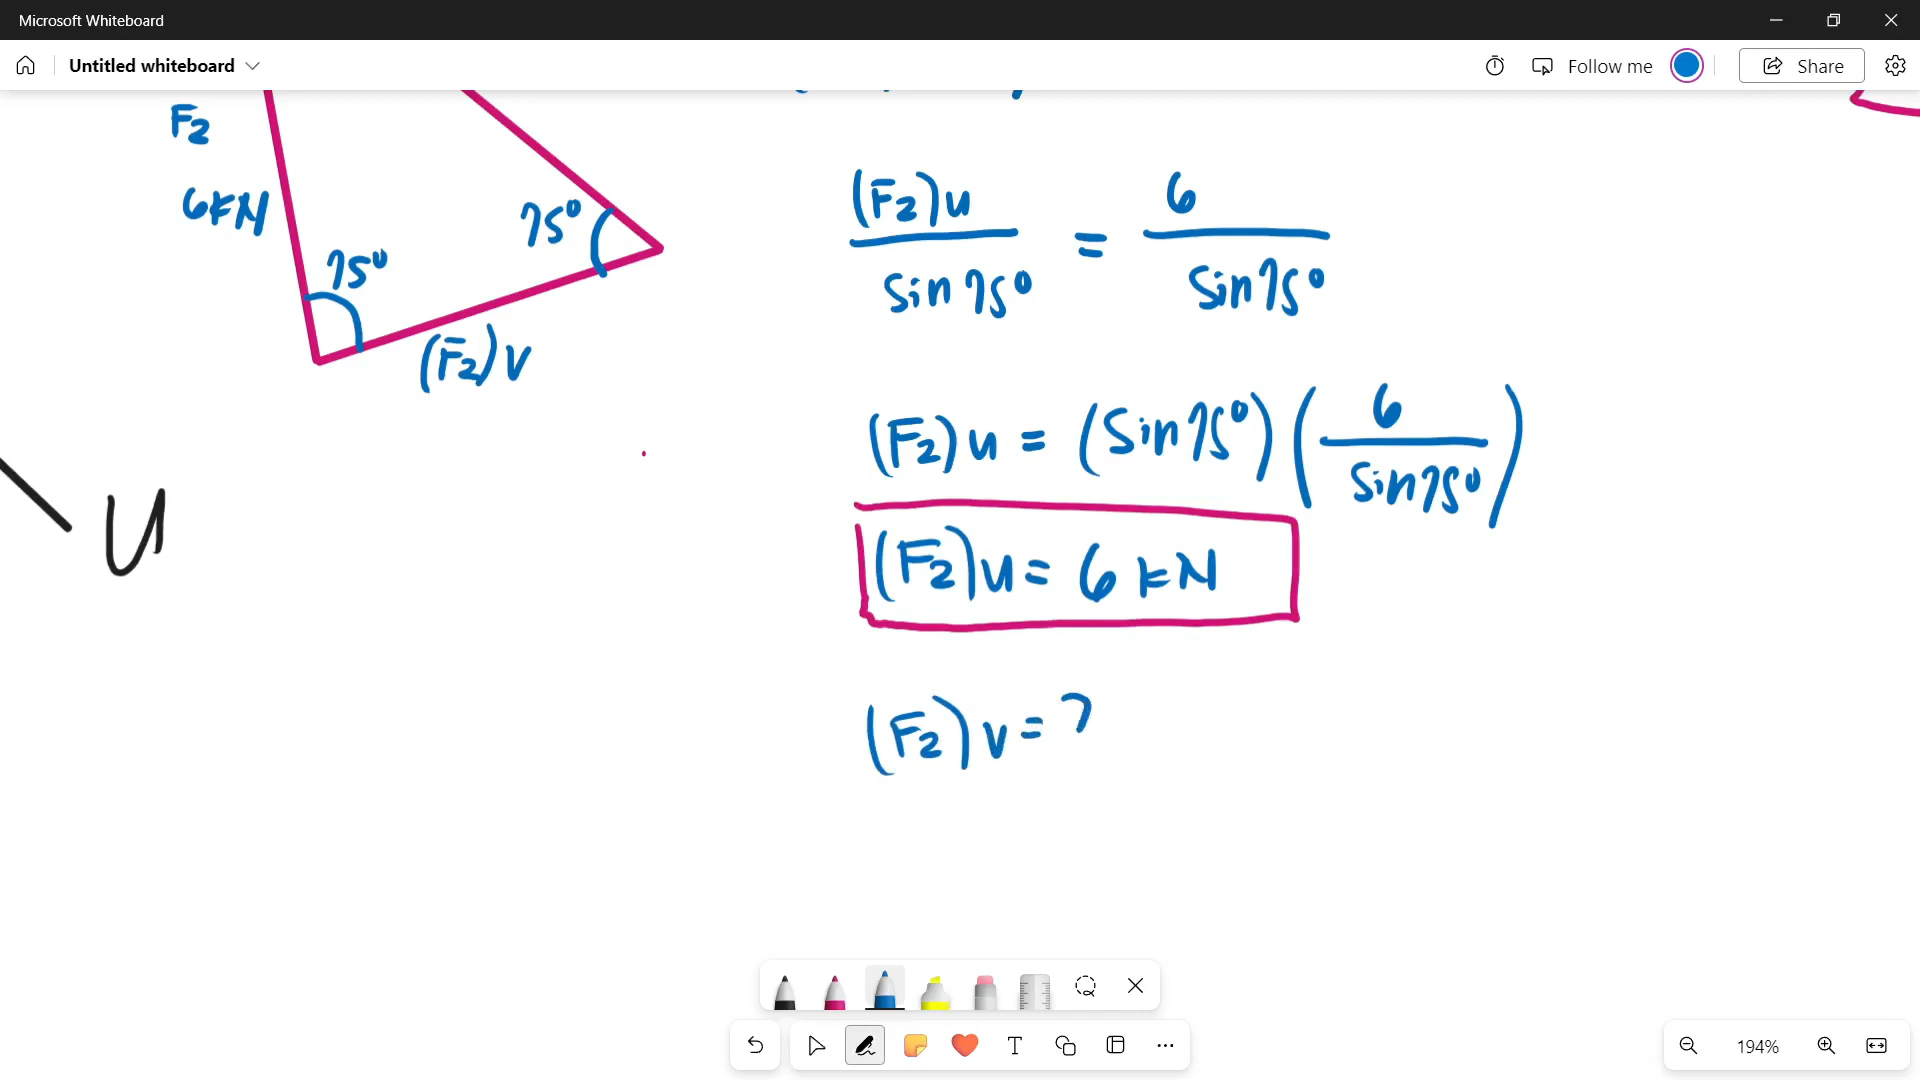 Microsoft Whiteboard
Untitled whiteboard
Follow me
Share
F2
6kN
75°
75°
(F2)v
U
(F2)u / sin 75° = 6 / sin 75°
(F2)u = (sin 75°)(6 / sin 75°)
(F2)u = 6 kN
(F2)v = ?
194%